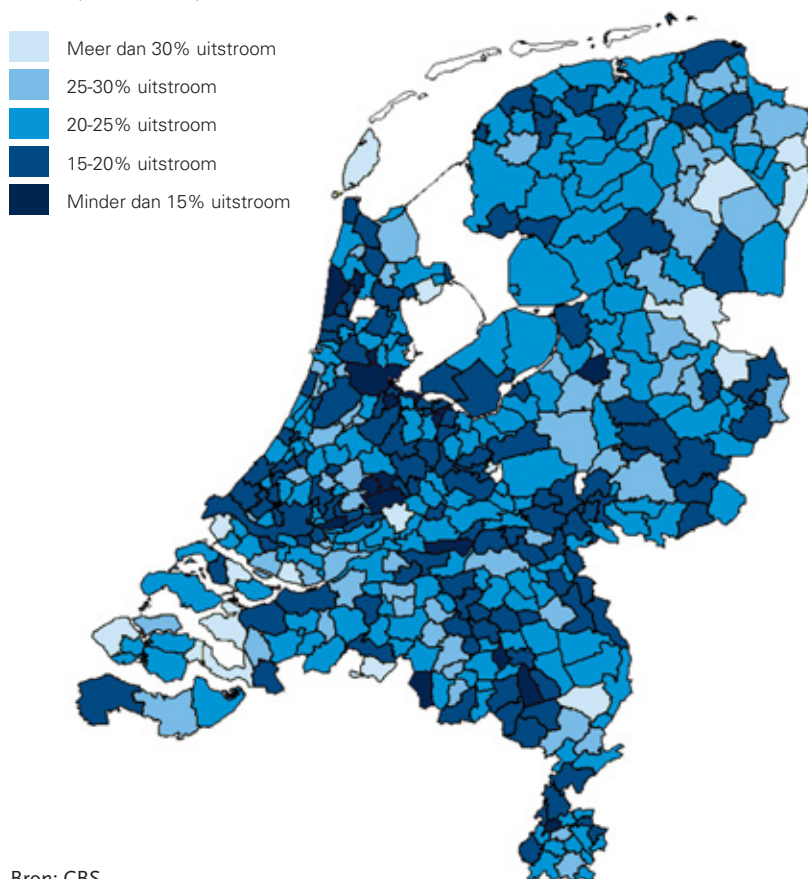 Meer dan 30% uitstroom
25-30% uitstroom
20-25% uitstroom
15-20% uitstroom
Minder dan 15% uitstroom
Bron: CBS